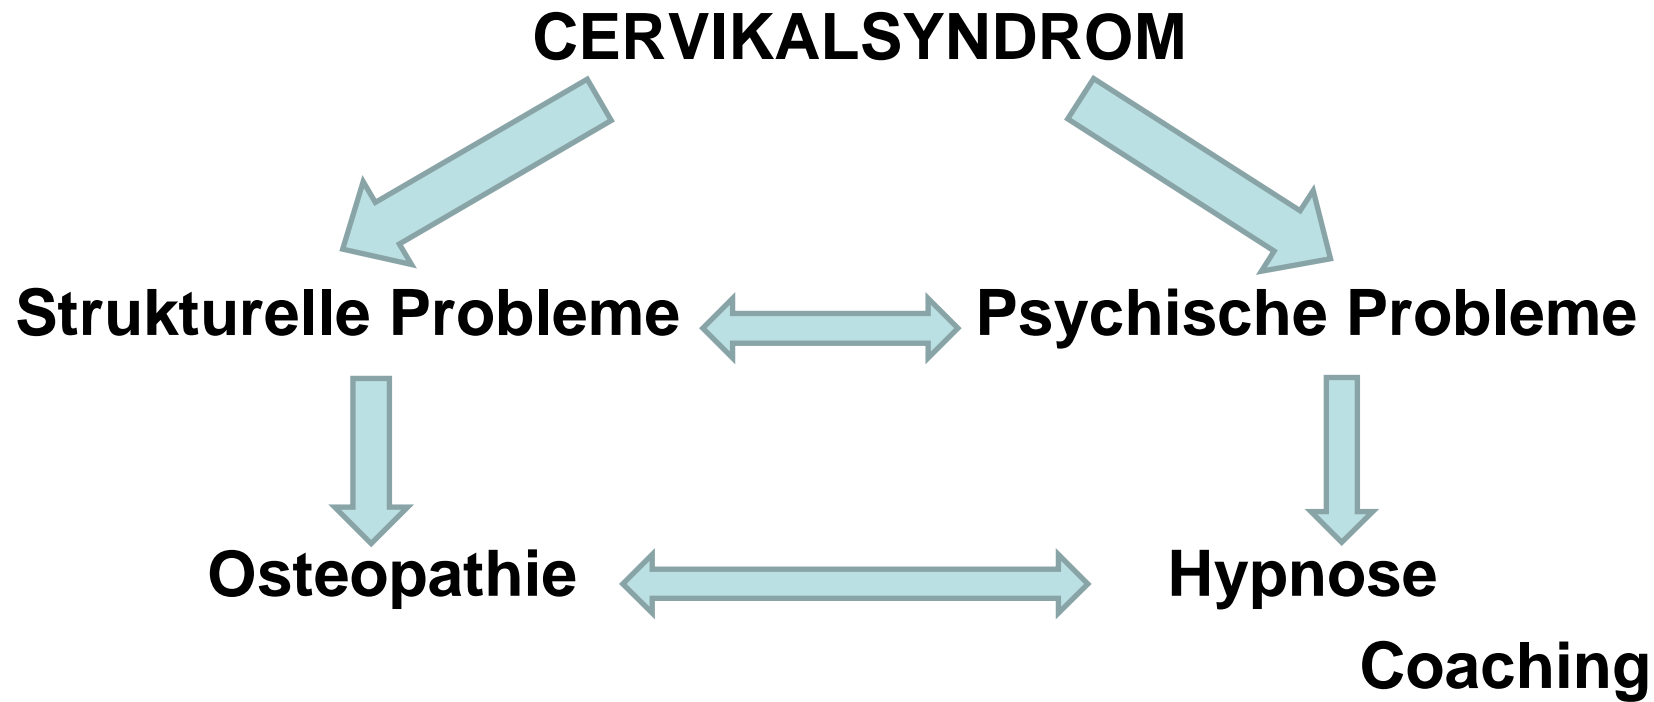 CERVIKALSYNDROM
Strukturelle Probleme
Psychische Probleme
Osteopathie
Hypnose
Coaching